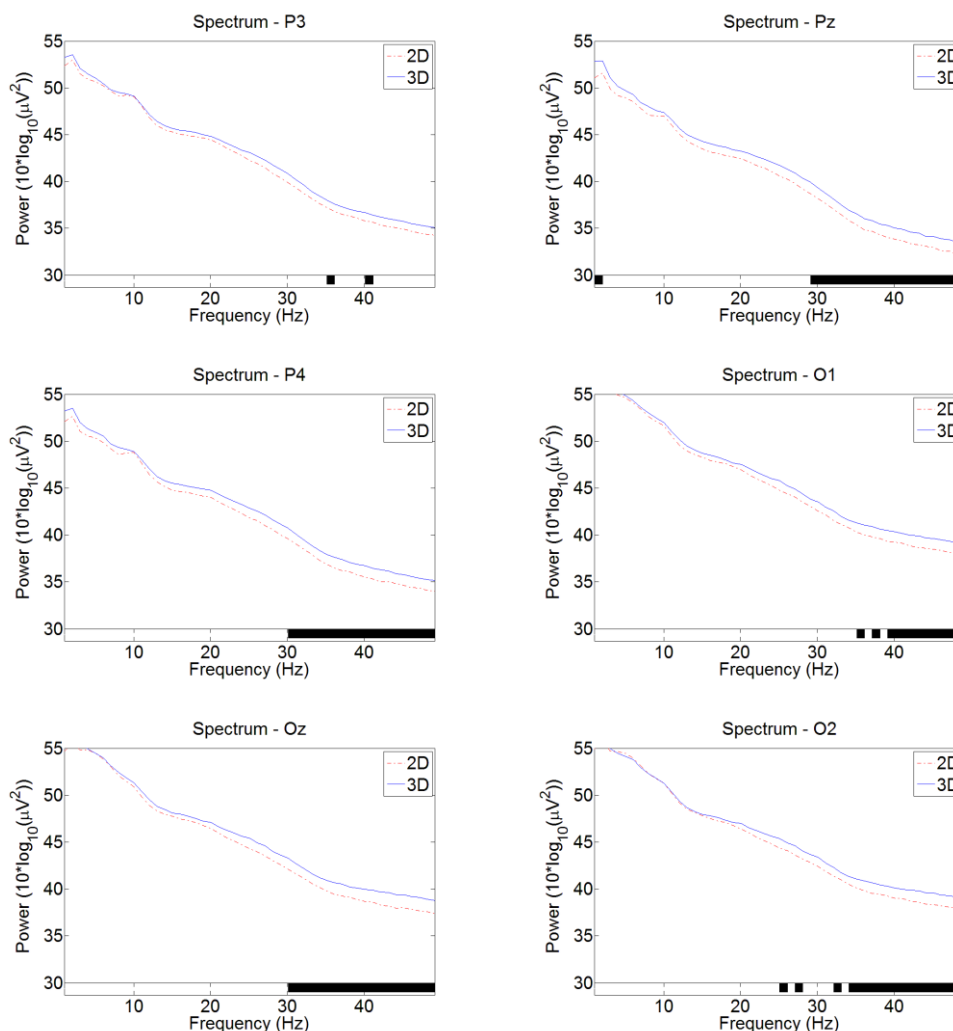 Spectrum - P3
55
50
45
40
35
30
Power (10*log₁₀(μV²))
2D
3D
10 20 30 40
Frequency (Hz)
Spectrum - Pz
55
50
45
40
35
30
Power (10*log₁₀(μV²))
2D
3D
10 20 30 40
Frequency (Hz)
Spectrum - P4
55
50
45
40
35
30
Power (10*log₁₀(μV²))
2D
3D
10 20 30 40
Frequency (Hz)
Spectrum - O1
55
50
45
40
35
30
Power (10*log₁₀(μV²))
2D
3D
10 20 30 40
Frequency (Hz)
Spectrum - Oz
55
50
45
40
35
30
Power (10*log₁₀(μV²))
2D
3D
10 20 30 40
Frequency (Hz)
Spectrum - O2
55
50
45
40
35
30
Power (10*log₁₀(μV²))
2D
3D
10 20 30 40
Frequency (Hz)